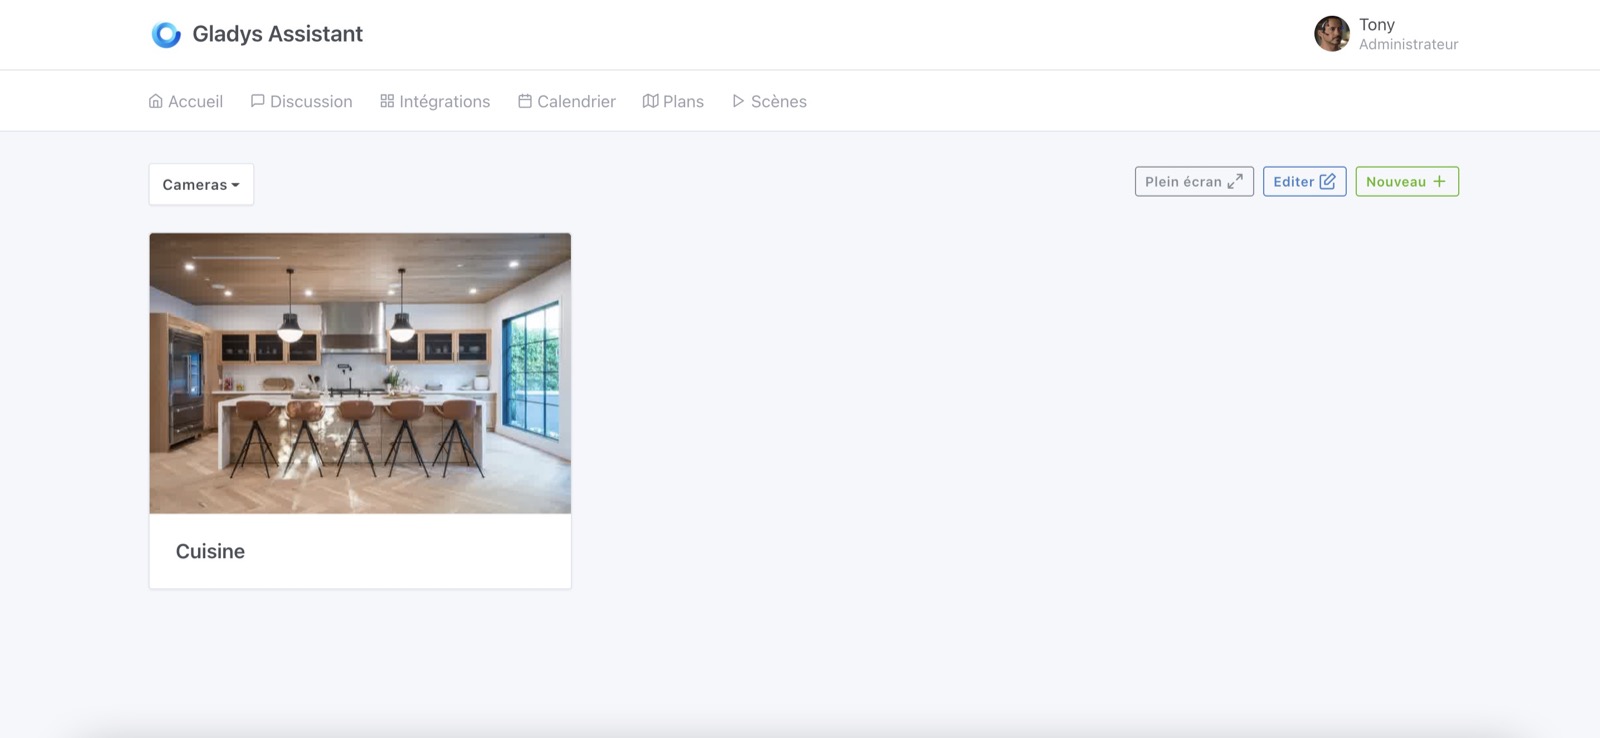 Gladys Assistant
Tony
Administrateur
Accueil Discussion Intégrations Calendrier Plans Scènes
Cameras
Plein écran Editer Nouveau
Cuisine